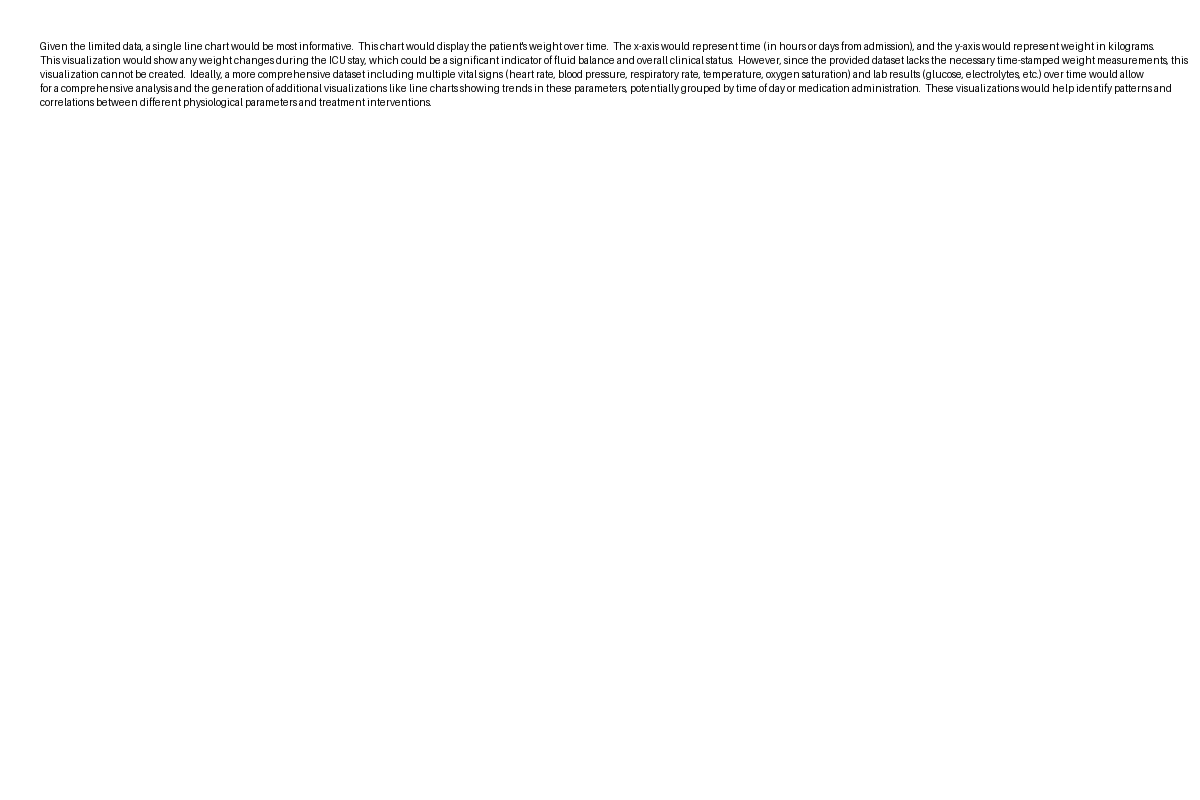 Given the limited data, a single line chart would be most informative.  This chart would display the patient's weight over time.  The x-axis would represent time (in hours or days from admission), and the y-axis would represent weight in kilograms.
This visualization would show any weight changes during the ICU stay, which could be a significant indicator of fluid balance and overall clinical status.  However, since the provided dataset lacks the necessary time-stamped weight measurements, this
visualization cannot be created.  Ideally, a more comprehensive dataset including multiple vital signs (heart rate, blood pressure, respiratory rate, temperature, oxygen saturation) and lab results (glucose, electrolytes, etc.) over time would allow
for a comprehensive analysis and the generation of additional visualizations like line charts showing trends in these parameters, potentially grouped by time of day or medication administration.  These visualizations would help identify patterns and
correlations between different physiological parameters and treatment interventions.